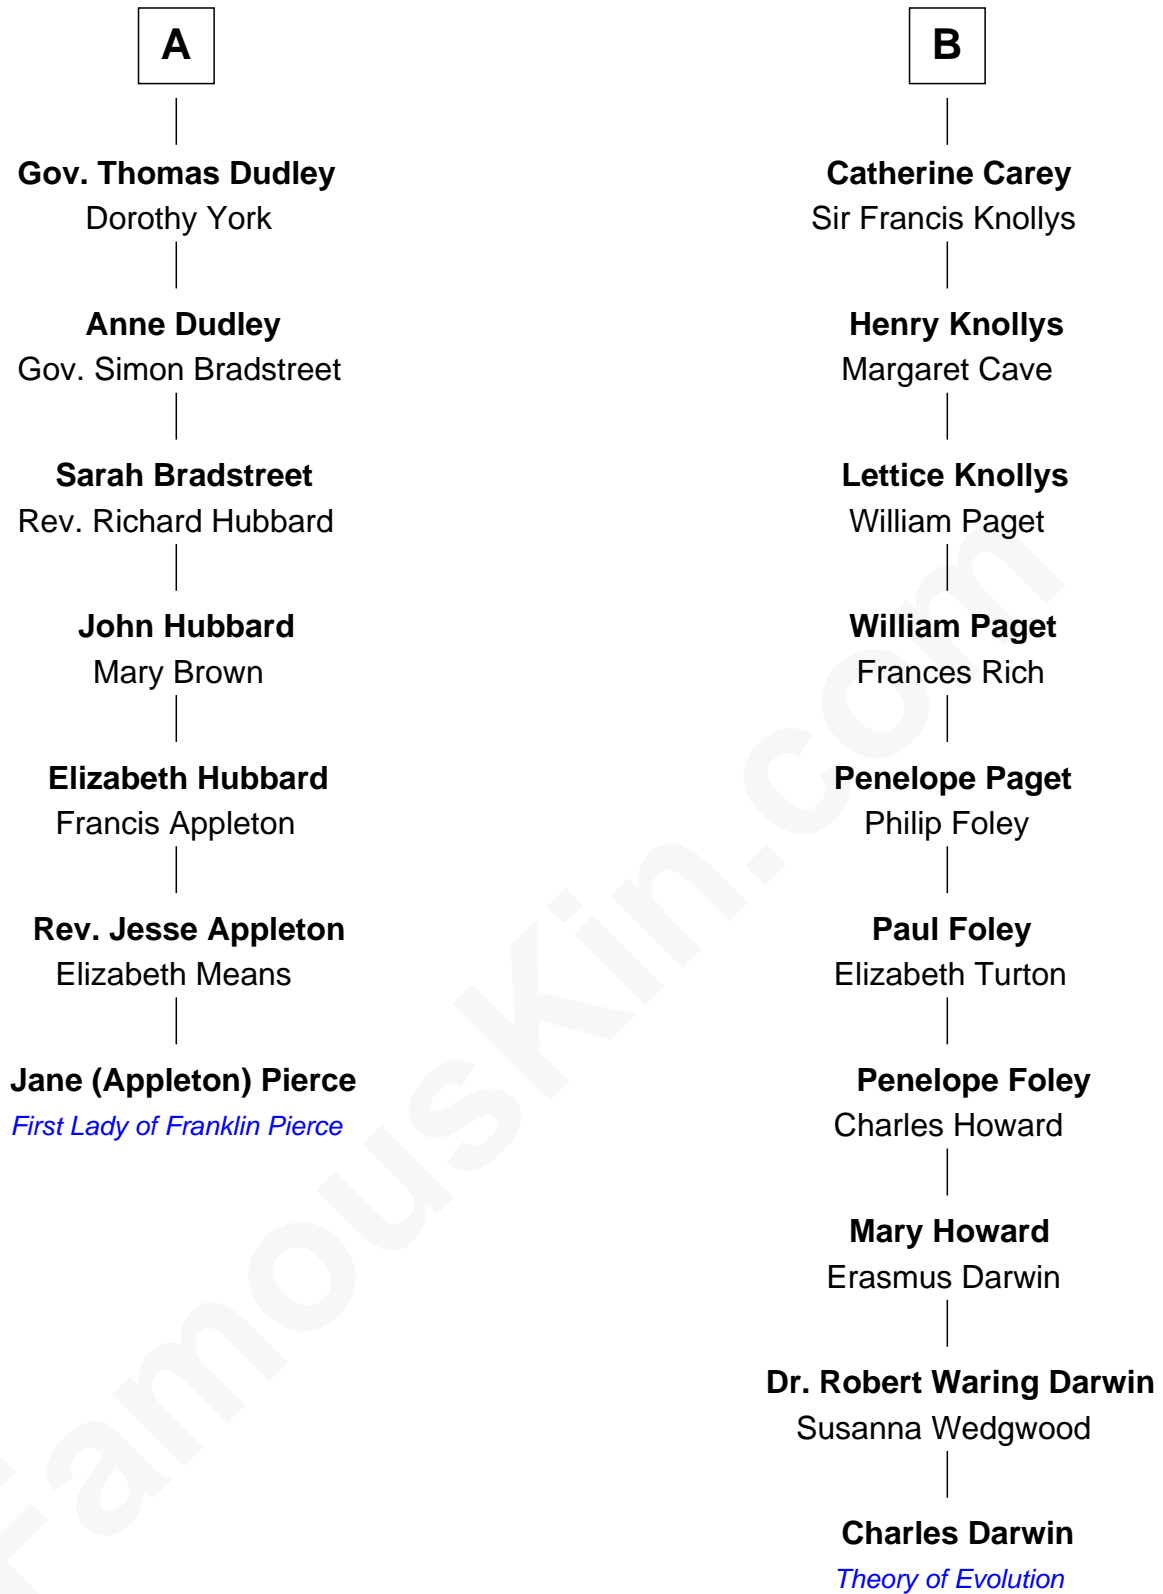 A
Gov. Thomas Dudley
Dorothy York
Anne Dudley
Gov. Simon Bradstreet
Sarah Bradstreet
Rev. Richard Hubbard
John Hubbard
Mary Brown
Elizabeth Hubbard
Francis Appleton
Rev. Jesse Appleton
Elizabeth Means
Jane (Appleton) Pierce
First Lady of Franklin Pierce
B
Catherine Carey
Sir Francis Knollys
Henry Knollys
Margaret Cave
Lettice Knollys
William Paget
William Paget
Frances Rich
Penelope Paget
Philip Foley
Paul Foley
Elizabeth Turton
Penelope Foley
Charles Howard
Mary Howard
Erasmus Darwin
Dr. Robert Waring Darwin
Susanna Wedgwood
Charles Darwin
Theory of Evolution
FamousKin.com